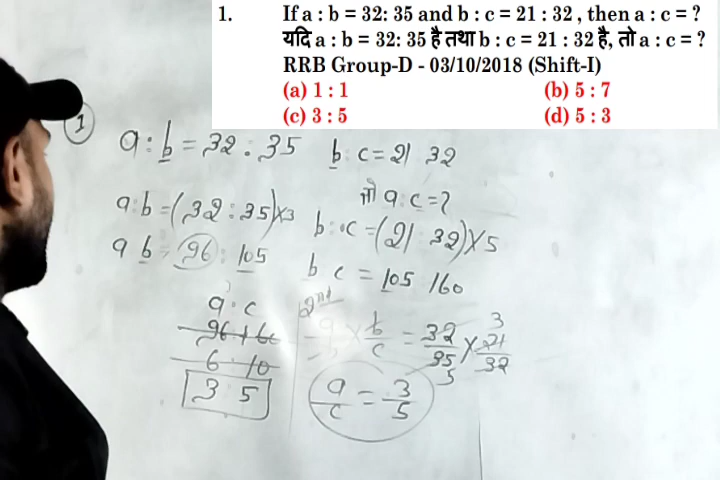 1. If a : b = 32: 35 and b : c = 21 : 32 , then a : c = ?
यदि a : b = 32: 35 है तथा b : c = 21 : 32 है, तो a : c = ?
RRB Group-D - 03/10/2018 (Shift-I)
(a) 1 : 1 (b) 5 : 7
(c) 3 : 5 (d) 5 : 3
1 a : b = 32 : 35 b : c = 21 32
तो a : c = ?
a : b = (32 : 35)×3 b : c = (21 32)×5
a b = 96 : 105 b c = 105 160
a : c 2nd
96 160 a × b/c = 32/35 × 21/32
6 10 5 3
3 5 a/c = 3/5